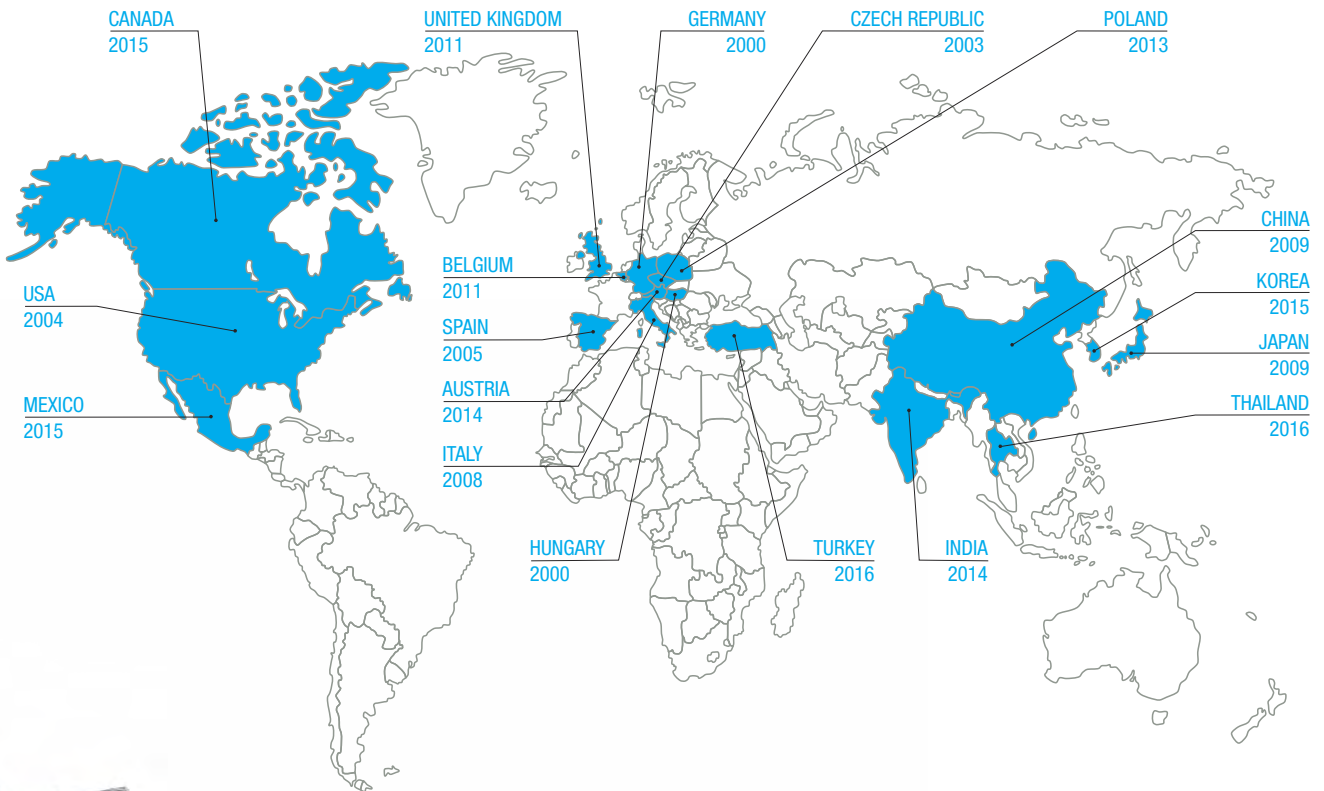 CANADA
2015
UNITED KINGDOM
2011
GERMANY
2000
CZECH REPUBLIC
2003
POLAND
2013
CHINA
2009
BELGIUM
2011
KOREA
2015
USA
2004
SPAIN
2005
JAPAN
2009
AUSTRIA
2014
MEXICO
2015
THAILAND
2016
ITALY
2008
HUNGARY
2000
TURKEY
2016
INDIA
2014